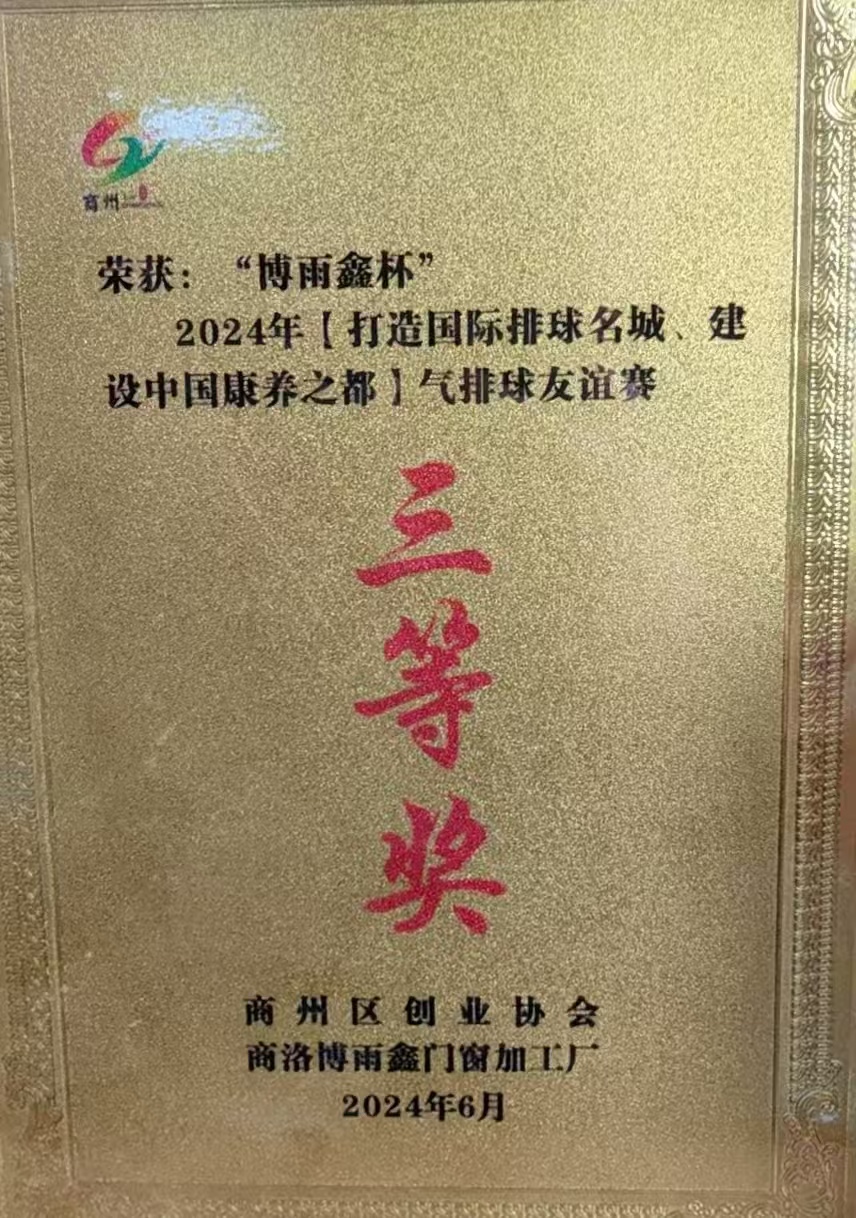 商州
荣获：“博雨鑫杯”
2024年【打造国际排球名城、建
设中国康养之都】气排球友谊赛
三
等
奖
商州区创业协会
商洛博雨鑫门窗加工厂
2024年6月